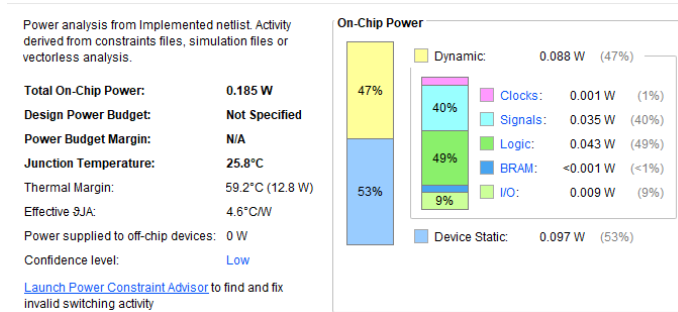 Power analysis from Implemented netlist. Activity
derived from constraints files, simulation files or
vectorless analysis.
Total On-Chip Power: 0.185 W
Design Power Budget: Not Specified
Power Budget Margin: N/A
Junction Temperature: 25.8°C
Thermal Margin: 59.2°C (12.8 W)
Effective ϑJA: 4.6°C/W
Power supplied to off-chip devices: 0 W
Confidence level: Low
Launch Power Constraint Advisor to find and fix
invalid switching activity
On-Chip Power
47%
53%
Dynamic: 0.088 W (47%)
40%
49%
9%
Clocks: 0.001 W (1%)
Signals: 0.035 W (40%)
Logic: 0.043 W (49%)
BRAM: <0.001 W (<1%)
I/O: 0.009 W (9%)
Device Static: 0.097 W (53%)